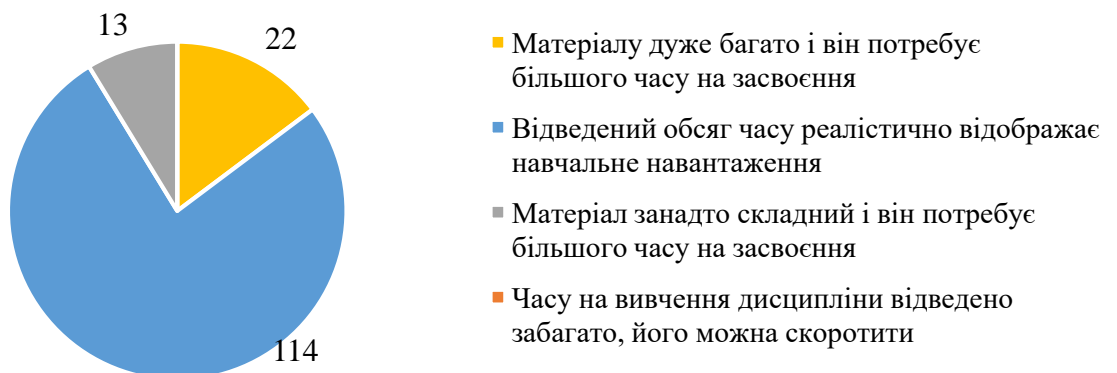 13
22
114
Матеріалу дуже багато і він потребує
більшого часу на засвоєння
Відведений обсяг часу реалістично відображає
навчальне навантаження
Матеріал занадто складний і він потребує
більшого часу на засвоєння
Часу на вивчення дисципліни відведено
забагато, його можна скоротити